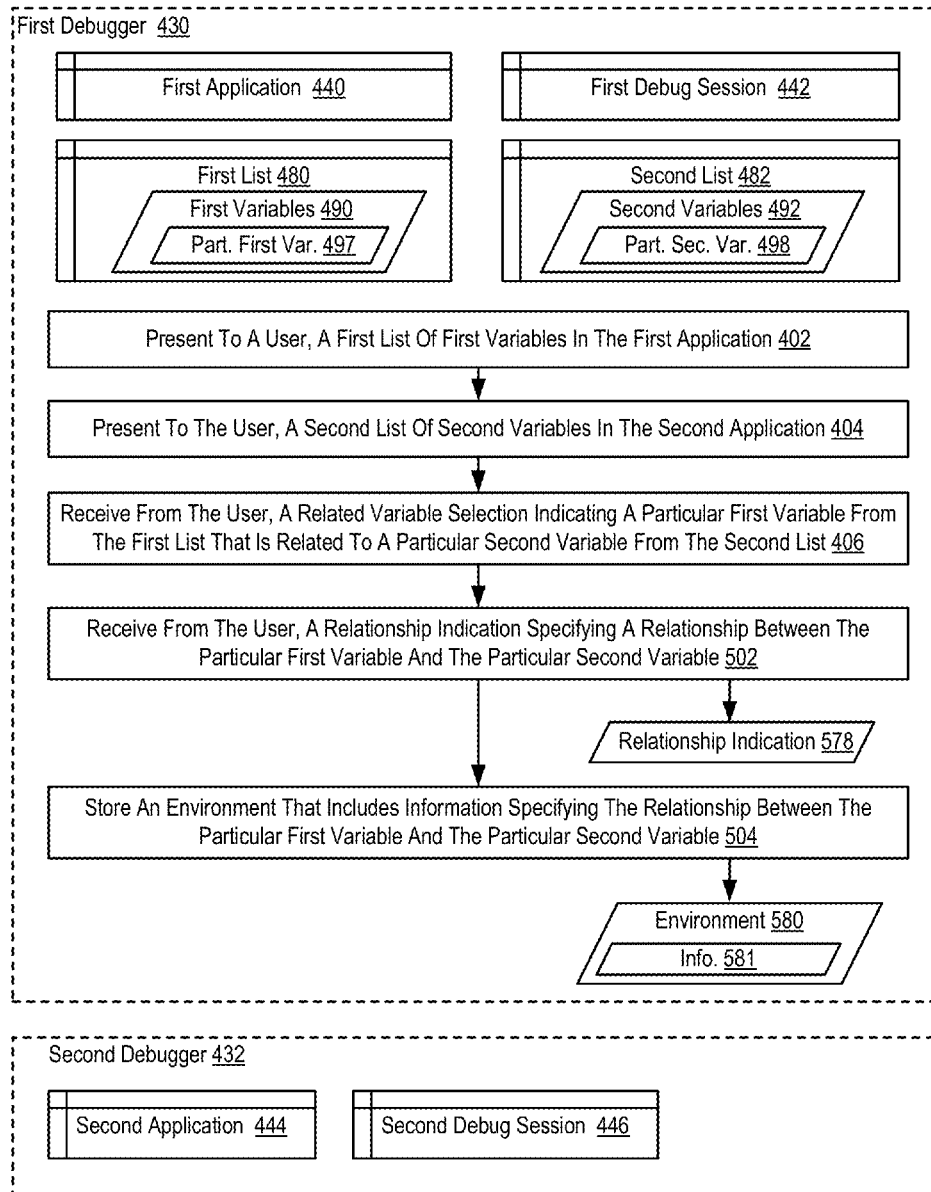 First Debugger 430
First Application 440
First Debug Session 442
First List 480
First Variables 490
Part. First Var. 497
Second List 482
Second Variables 492
Part. Sec. Var. 498
Present To A User, A First List Of First Variables In The First Application 402
Present To The User, A Second List Of Second Variables In The Second Application 404
Receive From The User, A Related Variable Selection Indicating A Particular First Variable From
The First List That Is Related To A Particular Second Variable From The Second List 406
Receive From The User, A Relationship Indication Specifying A Relationship Between The
Particular First Variable And The Particular Second Variable 502
Relationship Indication 578
Store An Environment That Includes Information Specifying The Relationship Between The
Particular First Variable And The Particular Second Variable 504
Environment 580
Info. 581
Second Debugger 432
Second Application 444
Second Debug Session 446